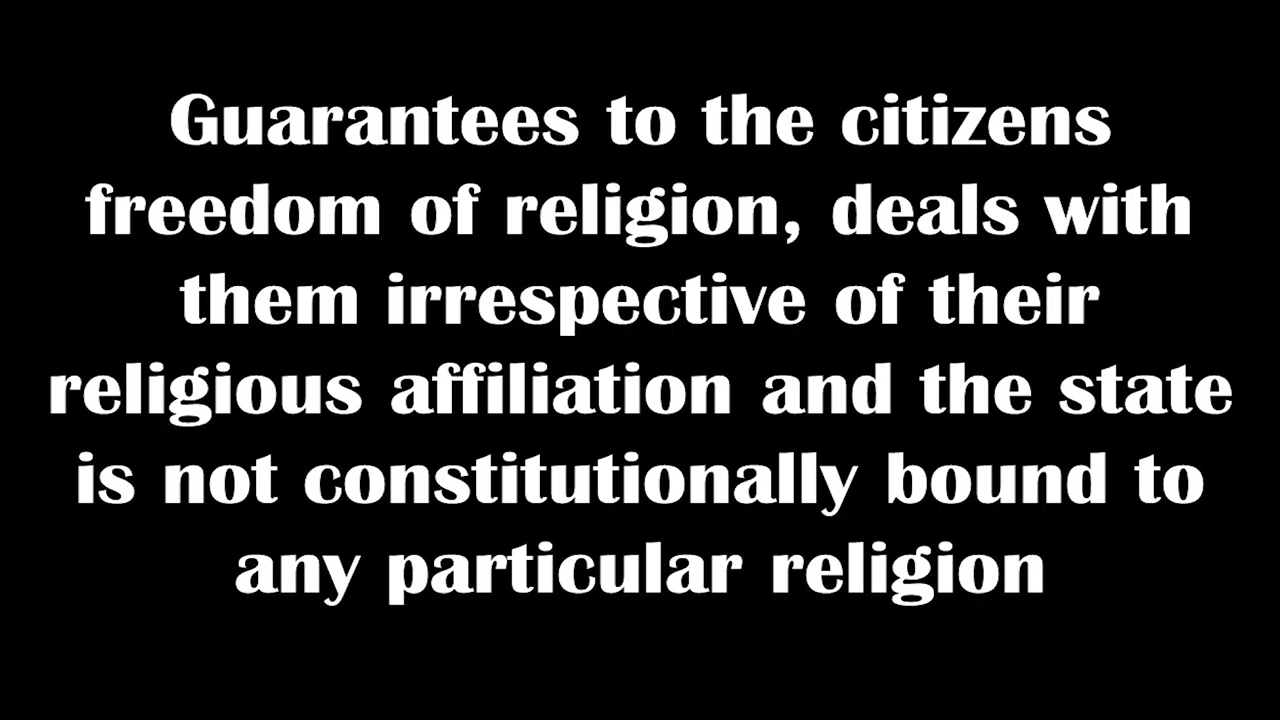 Guarantees to the citizens
freedom of religion, deals with
them irrespective of their
religious affiliation and the state
is not constitutionally bound to
any particular religion